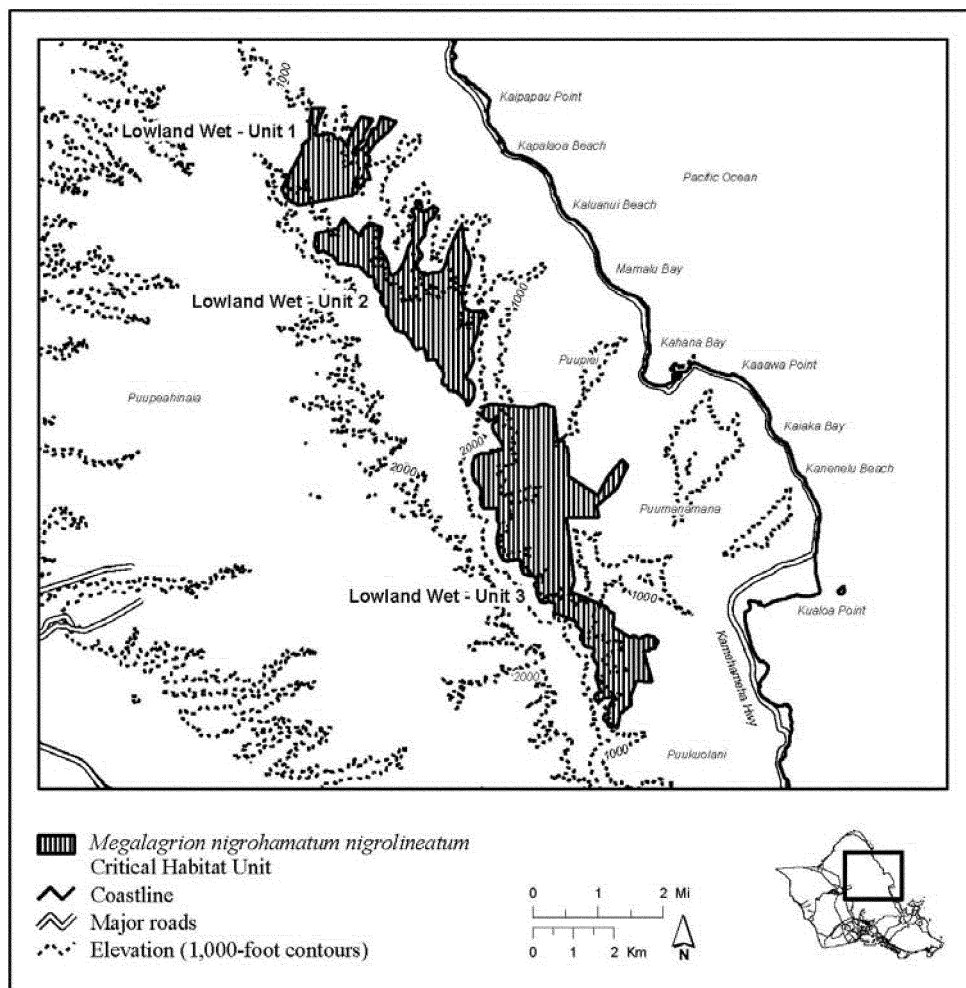 1000
Kaipapau Point
Lowland Wet - Unit 1
Kapalaoa Beach
Pacific Ocean
Kaluanui Beach
Mamalu Bay
Lowland Wet - Unit 2
1000
Kahana Bay
Puupiei
Kaaawa Point
Puupeahinaia
Kaiaka Bay
2000
2000
Kanenelu Beach
Puumanamana
Lowland Wet - Unit 3
1000
Kualoa Point
2000
Kamehameha Hwy
1000
Puukuolani
Megalagrion nigrohamatum nigrolineatum
Critical Habitat Unit
Coastline
Major roads
Elevation (1,000-foot contours)
0 1 2 Mi
0 1 2 Km
N